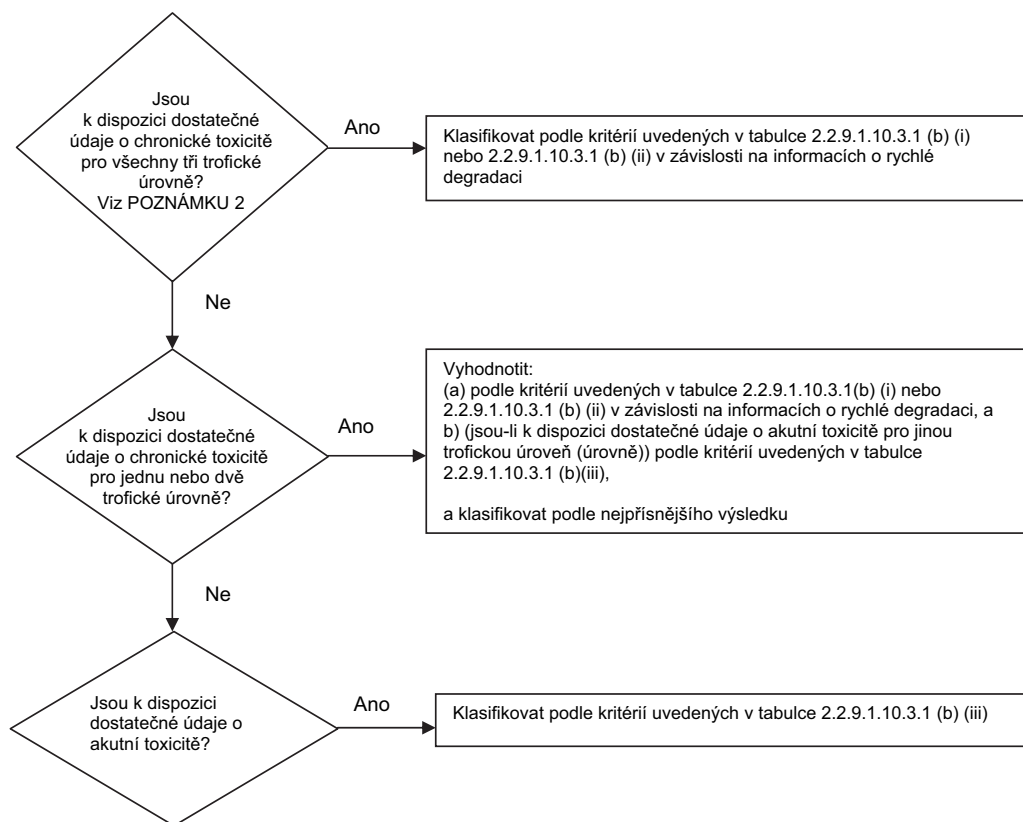 Jsou
k dispozici dostatečné
údaje o chronické toxicitě
pro všechny tři trofické
úrovně?
Viz POZNÁMKU 2
Ano
Klasifikovat podle kritérií uvedených v tabulce 2.2.9.1.10.3.1 (b) (i)
nebo 2.2.9.1.10.3.1 (b) (ii) v závislosti na informacích o rychlé
degradaci
Ne
Jsou
k dispozici dostatečné
údaje o chronické toxicitě
pro jednu nebo dvě
trofické úrovně?
Ano
Vyhodnotit:
(a) podle kritérií uvedených v tabulce 2.2.9.1.10.3.1(b) (i) nebo
2.2.9.1.10.3.1 (b) (ii) v závislosti na informacích o rychlé degradaci, a
b) (jsou-li k dispozici dostatečné údaje o akutní toxicitě pro jinou
trofickou úroveň (úrovně)) podle kritérií uvedených v tabulce
2.2.9.1.10.3.1 (b)(iii),
a klasifikovat podle nejpřísnějšího výsledku
Ne
Jsou k dispozici
dostatečné údaje o
akutní toxicitě?
Ano
Klasifikovat podle kritérií uvedených v tabulce 2.2.9.1.10.3.1 (b) (iii)